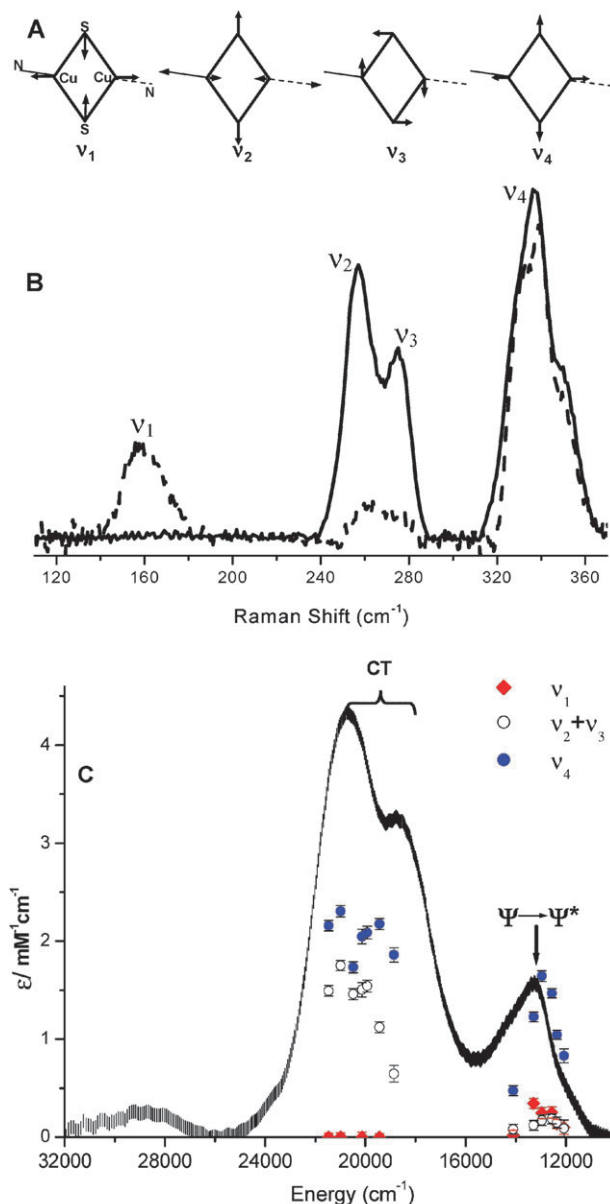 A
S
N
Cu Cu
N
S
ν1 ν2 ν3 ν4
B
ν4
ν2
ν3
ν1
120 160 200 240 280 320 360
Raman Shift (cm-1)
CT
ν1
ν2+ν3
ν4
C
Ψ→Ψ*
4
3
2
1
0
ε/ mM-1cm-1
32000 28000 24000 20000 16000 12000
Energy (cm-1)